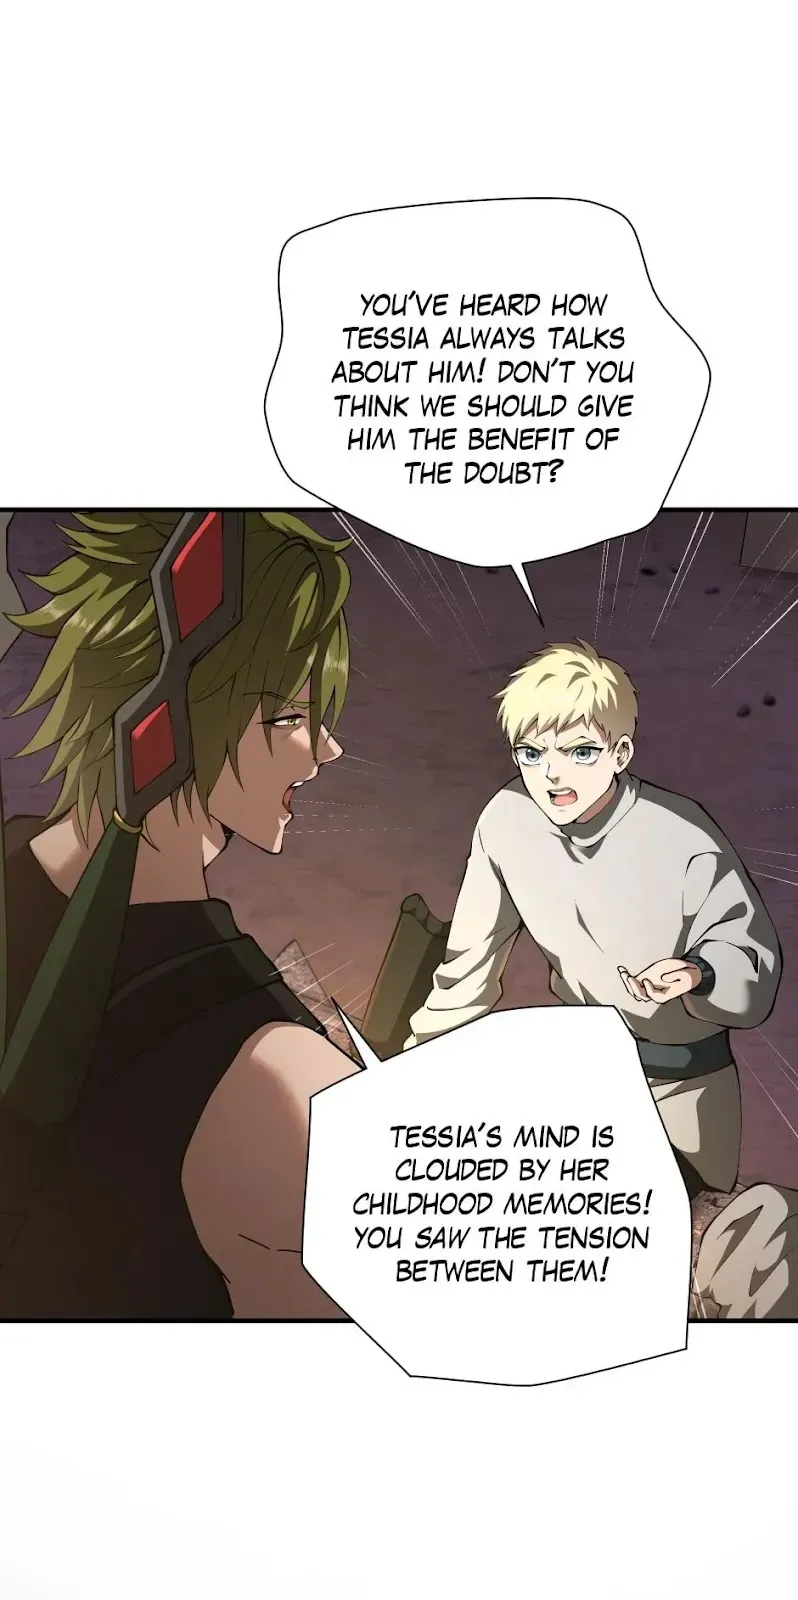 YOU'VE HEARD HOW
TESSIA ALWAYS TALKS
ABOUT HIM! DON'T YOU
THINK WE SHOULD GIVE
HIM THE BENEFIT OF
THE DOUBT?
TESSIA'S MIND IS
CLOUDED BY HER
CHILDHOOD MEMORIES!
YOU SAW THE TENSION
BETWEEN THEM!